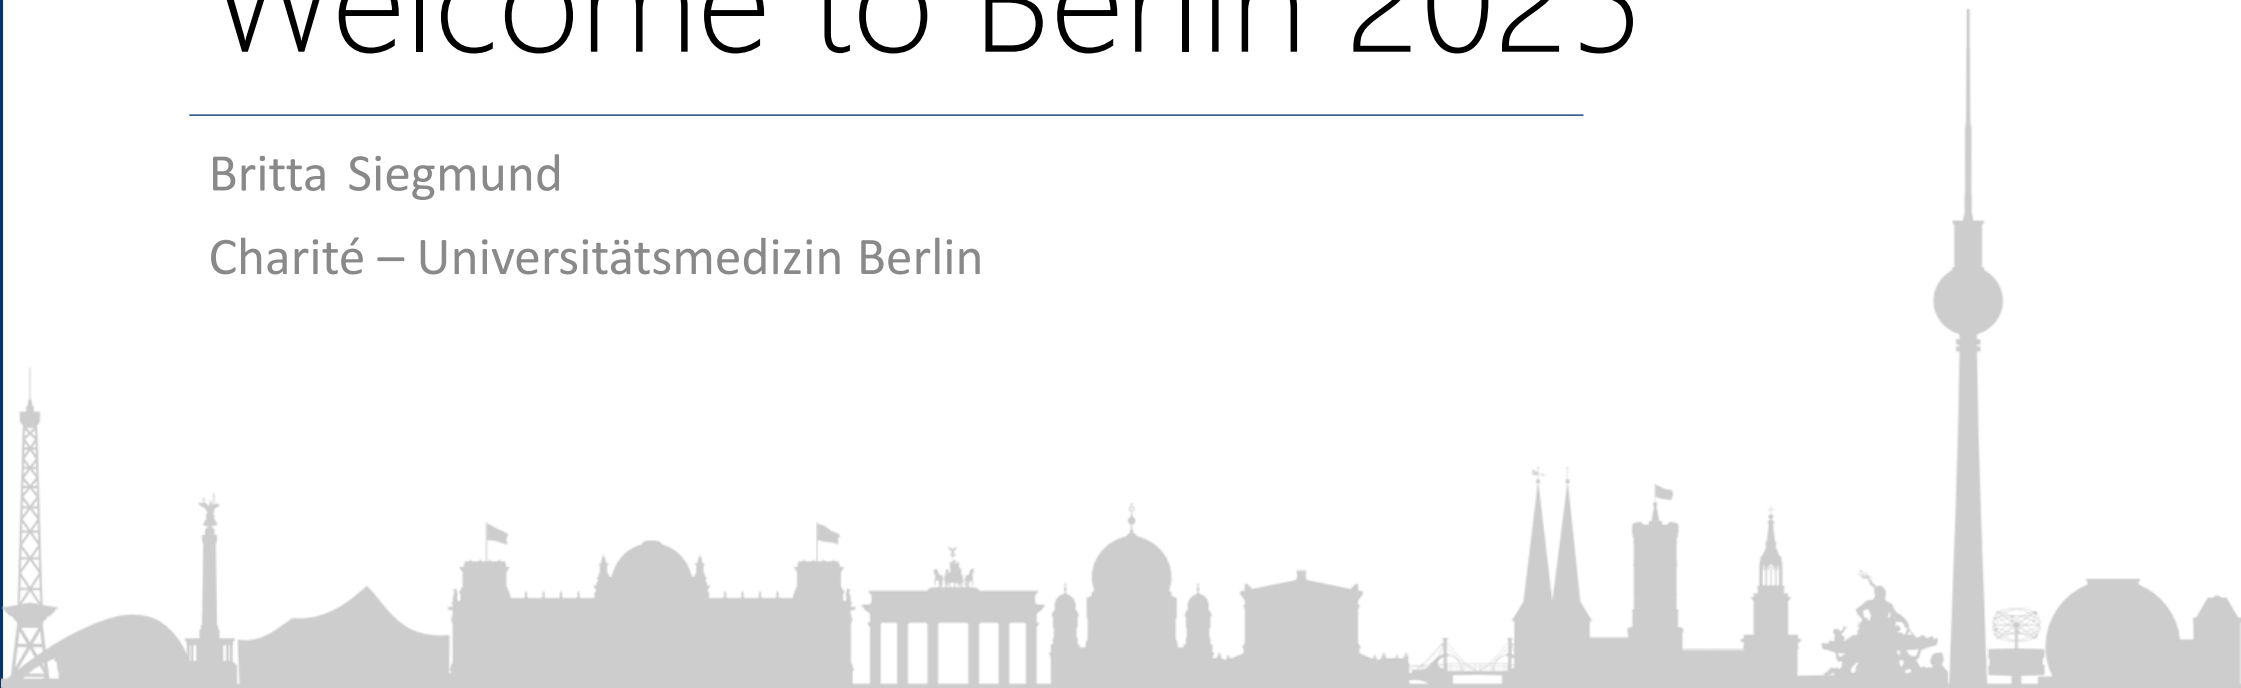 Welcome to Berlin 2025
Britta Siegmund
Charité – Universitätsmedizin Berlin